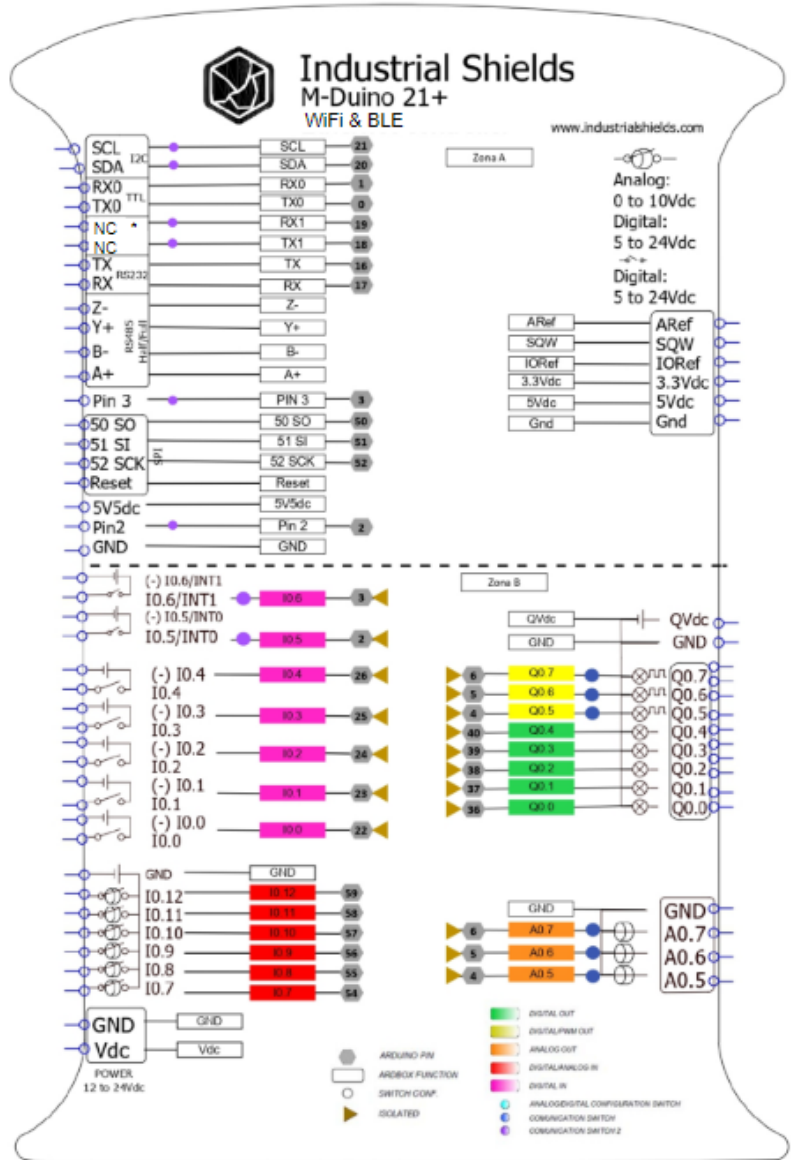 Industrial Shields
M-Duino 21+
WiFi & BLE
www.industrialshields.com
Zona A
Analog:
0 to 10Vdc
Digital:
5 to 24Vdc
Digital:
5 to 24Vdc
SCL I2C SCL 21
SDA SDA 20
RX0 TTL RX0 1
TX0 TX0 0
NC * RX1 19
NC TX1 18
TX RS232 TX 16
RX RX 17
Z- Z-
Y+ RS485 Y+
B- Half/Full B-
A+ A+
Pin 3 PIN 3 3
50 SO 50 SO 50
51 SI SPI 51 SI 51
52 SCK 52 SCK 52
Reset Reset
5V5dc 5V5dc
Pin2 Pin 2 2
GND GND
ARef ARef
SQW SQW
IORef IORef
3.3Vdc 3.3Vdc
5Vdc 5Vdc
Gnd Gnd
Zona B
(-) I0.6/INT1
I0.6/INT1 I0.6 3
(-) I0.5/INT0
I0.5/INT0 I0.5 2
(-) I0.4 I0.4 26
I0.4
(-) I0.3 I0.3 25
I0.3
(-) I0.2 I0.2 24
I0.2
(-) I0.1 I0.1 23
I0.1
(-) I0.0 I0.0 22
I0.0
QVdc QVdc
GND GND
6 Q0.7 Q0.7
5 Q0.6 Q0.6
4 Q0.5 Q0.5
40 Q0.4 Q0.4
39 Q0.3 Q0.3
38 Q0.2 Q0.2
37 Q0.1 Q0.1
36 Q0.0 Q0.0
GND GND
I0.12 I0.12 59
I0.11 I0.11 58
I0.10 I0.10 57
I0.9 I0.9 56
I0.8 I0.8 55
I0.7 I0.7 54
GND GND
6 A0.7 A0.7
5 A0.6 A0.6
4 A0.5 A0.5
GND GND
Vdc Vdc
POWER
12 to 24Vdc
ARDUINO PIN
ARDBOX FUNCTION
SWITCH CONF.
ISOLATED
DIGITAL OUT
DIGITAL/PWM OUT
ANALOG OUT
DIGITAL/ANALOG IN
DIGITAL IN
ANALOG/DIGITAL CONFIGURATION SWITCH
COMUNICATION SWITCH
COMUNICATION SWITCH 2